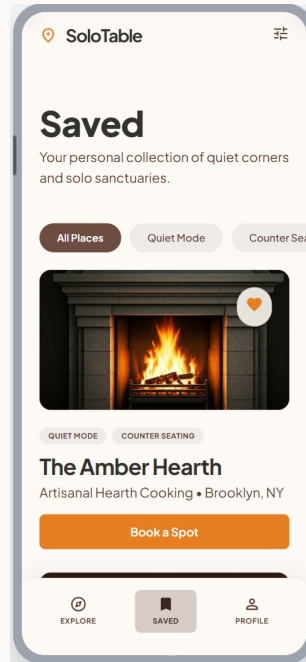 SoloTable
Saved
Your personal collection of quiet corners
and solo sanctuaries.
All Places
Quiet Mode
Counter Sea
QUIET MODE
COUNTER SEATING
The Amber Hearth
Artisanal Hearth Cooking • Brooklyn, NY
Book a Spot
EXPLORE
SAVED
PROFILE